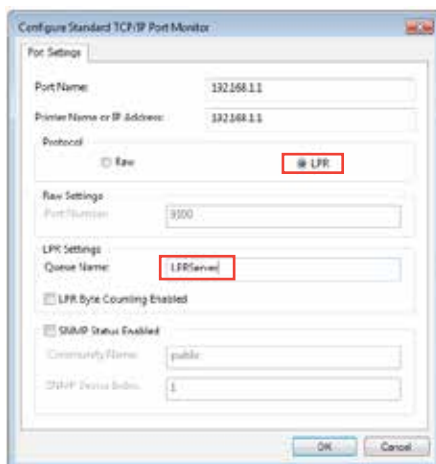 Configure Standard TCP/IP Port Monitor
Port Settings
Port Name: 192.168.1.1
Printer Name or IP Address: 192.168.1.1
Protocol
Raw LPR
Raw Settings
Port Number: 9100
LPR Settings
Queue Name: LPRServer
LPR Byte Counting Enabled
SNMP Status Enabled
Community Name: public
SNMP Device Index: 1
OK Cancel